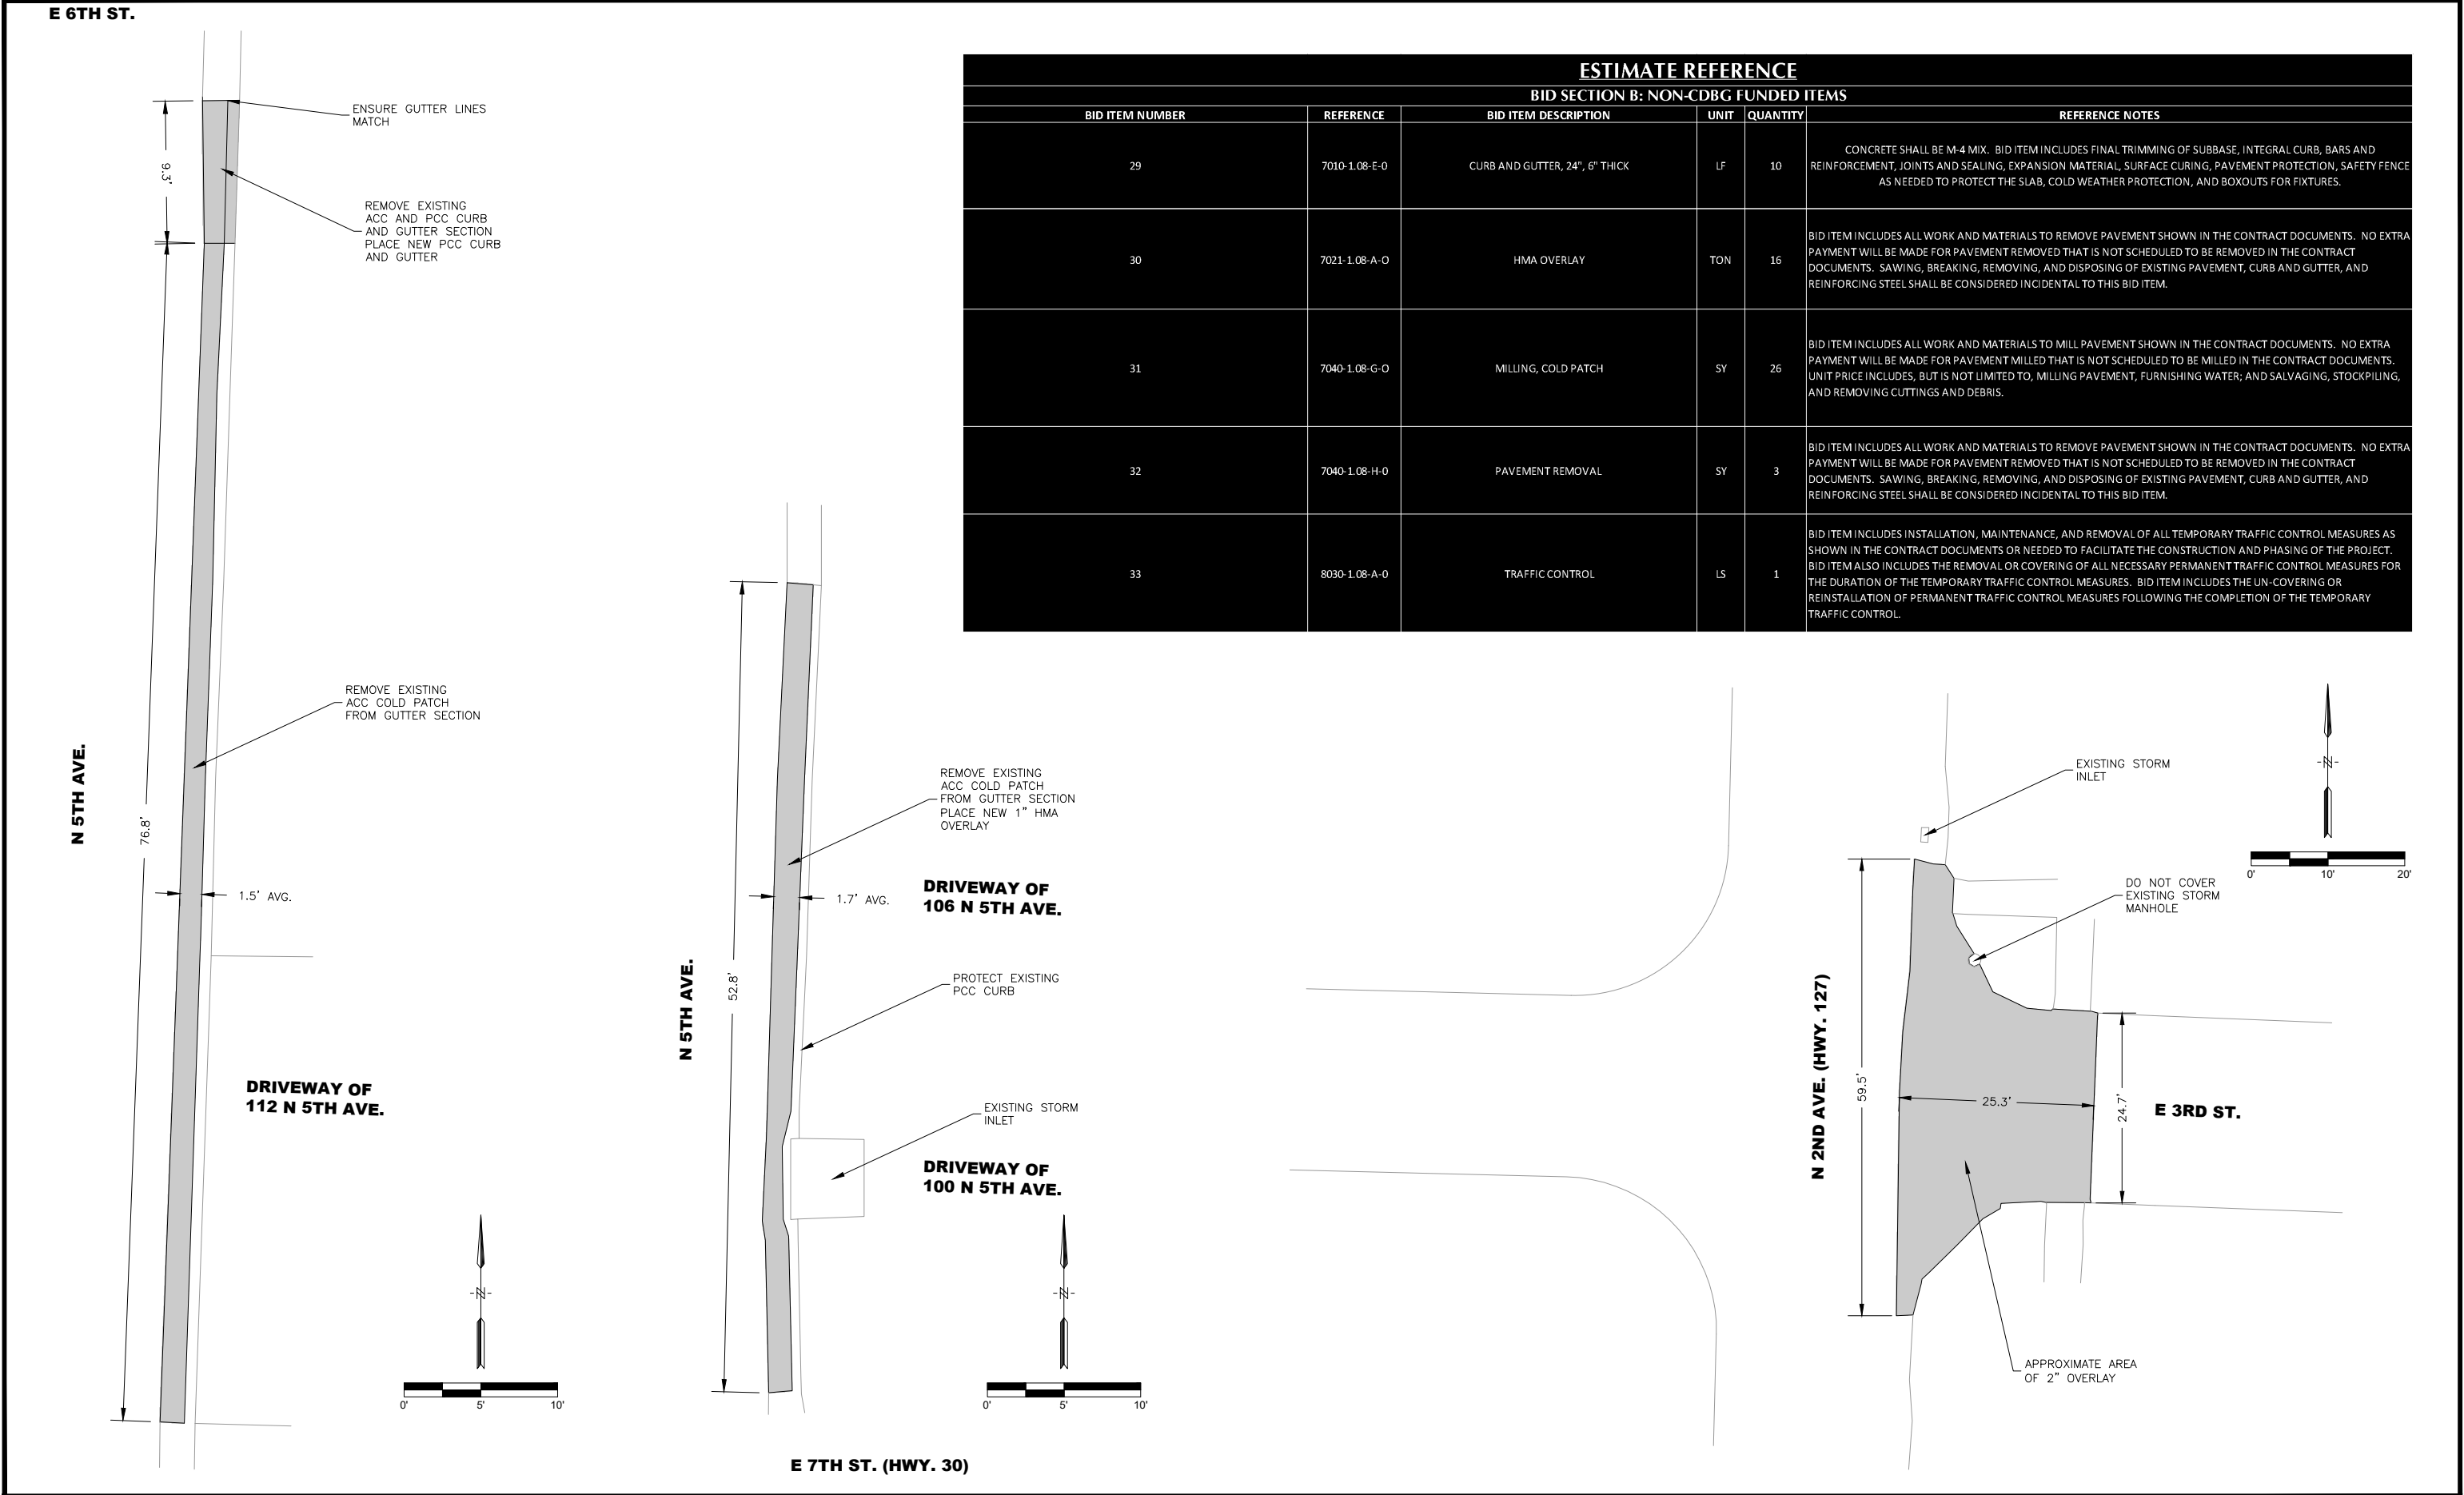 E 6TH ST.
ENSURE GUTTER LINES
MATCH
9.3'
REMOVE EXISTING
ACC AND PCC CURB
AND GUTTER SECTION
PLACE NEW PCC CURB
AND GUTTER
REMOVE EXISTING
ACC COLD PATCH
FROM GUTTER SECTION
N 5TH AVE.
76.8'
1.5' AVG.
DRIVEWAY OF
112 N 5TH AVE.
-N-
0' 5' 10'
ESTIMATE REFERENCE
BID SECTION B: NON-CDBG FUNDED ITEMS
BID ITEM NUMBER REFERENCE BID ITEM DESCRIPTION UNIT QUANTITY REFERENCE NOTES
29 7010-1.08-E-0 CURB AND GUTTER, 24", 6" THICK LF 10
CONCRETE SHALL BE M-4 MIX. BID ITEM INCLUDES FINAL TRIMMING OF SUBBASE, INTEGRAL CURB, BARS AND
REINFORCEMENT, JOINTS AND SEALING, EXPANSION MATERIAL, SURFACE CURING, PAVEMENT PROTECTION, SAFETY FENCE
AS NEEDED TO PROTECT THE SLAB, COLD WEATHER PROTECTION, AND BOXOUTS FOR FIXTURES.
30 7021-1.08-A-O HMA OVERLAY TON 16
BID ITEM INCLUDES ALL WORK AND MATERIALS TO REMOVE PAVEMENT SHOWN IN THE CONTRACT DOCUMENTS. NO EXTRA
PAYMENT WILL BE MADE FOR PAVEMENT REMOVED THAT IS NOT SCHEDULED TO BE REMOVED IN THE CONTRACT
DOCUMENTS. SAWING, BREAKING, REMOVING, AND DISPOSING OF EXISTING PAVEMENT, CURB AND GUTTER, AND
REINFORCING STEEL SHALL BE CONSIDERED INCIDENTAL TO THIS BID ITEM.
31 7040-1.08-G-O MILLING, COLD PATCH SY 26
BID ITEM INCLUDES ALL WORK AND MATERIALS TO MILL PAVEMENT SHOWN IN THE CONTRACT DOCUMENTS. NO EXTRA
PAYMENT WILL BE MADE FOR PAVEMENT MILLED THAT IS NOT SCHEDULED TO BE MILLED IN THE CONTRACT DOCUMENTS.
UNIT PRICE INCLUDES, BUT IS NOT LIMITED TO, MILLING PAVEMENT, FURNISHING WATER; AND SALVAGING, STOCKPILING,
AND REMOVING CUTTINGS AND DEBRIS.
32 7040-1.08-H-0 PAVEMENT REMOVAL SY 3
BID ITEM INCLUDES ALL WORK AND MATERIALS TO REMOVE PAVEMENT SHOWN IN THE CONTRACT DOCUMENTS. NO EXTRA
PAYMENT WILL BE MADE FOR PAVEMENT REMOVED THAT IS NOT SCHEDULED TO BE REMOVED IN THE CONTRACT
DOCUMENTS. SAWING, BREAKING, REMOVING, AND DISPOSING OF EXISTING PAVEMENT, CURB AND GUTTER, AND
REINFORCING STEEL SHALL BE CONSIDERED INCIDENTAL TO THIS BID ITEM.
33 8030-1.08-A-0 TRAFFIC CONTROL LS 1
BID ITEM INCLUDES INSTALLATION, MAINTENANCE, AND REMOVAL OF ALL TEMPORARY TRAFFIC CONTROL MEASURES AS
SHOWN IN THE CONTRACT DOCUMENTS OR NEEDED TO FACILITATE THE CONSTRUCTION AND PHASING OF THE PROJECT.
BID ITEM ALSO INCLUDES THE REMOVAL OR COVERING OF ALL NECESSARY PERMANENT TRAFFIC CONTROL MEASURES FOR
THE DURATION OF THE TEMPORARY TRAFFIC CONTROL MEASURES. BID ITEM INCLUDES THE UN-COVERING OR
REINSTALLATION OF PERMANENT TRAFFIC CONTROL MEASURES FOLLOWING THE COMPLETION OF THE TEMPORARY
TRAFFIC CONTROL.
REMOVE EXISTING
ACC COLD PATCH
FROM GUTTER SECTION
PLACE NEW 1" HMA
OVERLAY
DRIVEWAY OF
106 N 5TH AVE.
1.7' AVG.
N 5TH AVE.
52.8'
PROTECT EXISTING
PCC CURB
EXISTING STORM
INLET
DRIVEWAY OF
100 N 5TH AVE.
-N-
0' 5' 10'
E 7TH ST. (HWY. 30)
EXISTING STORM
INLET
-N-
0' 10' 20'
DO NOT COVER
EXISTING STORM
MANHOLE
N 2ND AVE. (HWY. 127)
59.5'
25.3'
24.7'
E 3RD ST.
APPROXIMATE AREA
OF 2" OVERLAY